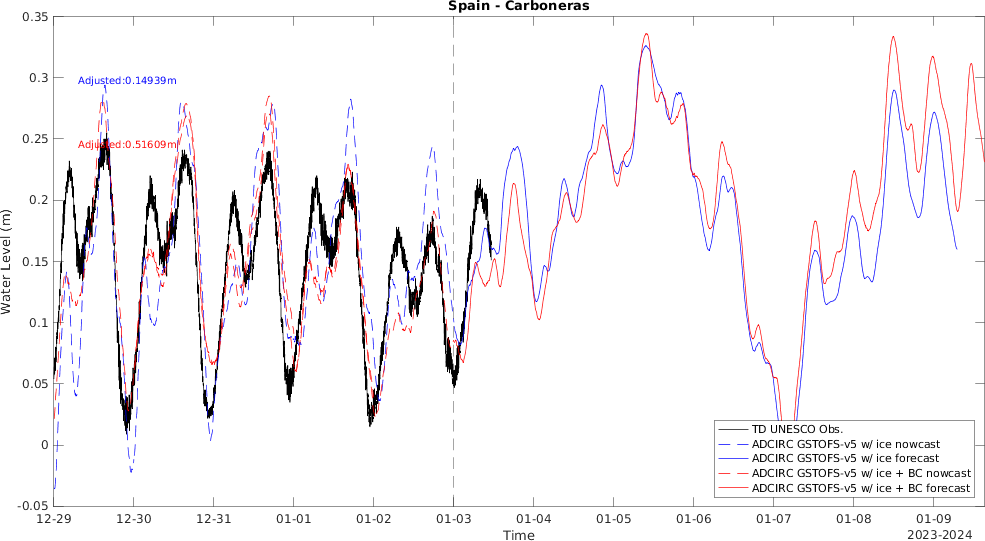 Spain - Carboneras
0.35
0.3
0.25
0.2
0.15
0.1
0.05
0
-0.05
Water Level (m)
Adjusted:0.14939m
Adjusted:0.51609m
TD UNESCO Obs.
ADCIRC GSTOFS-v5 w/ ice nowcast
ADCIRC GSTOFS-v5 w/ ice forecast
ADCIRC GSTOFS-v5 w/ ice + BC nowcast
ADCIRC GSTOFS-v5 w/ ice + BC forecast
12-29 12-30 12-31 01-01 01-02 01-03 01-04 01-05 01-06 01-07 01-08 01-09
Time
2023-2024